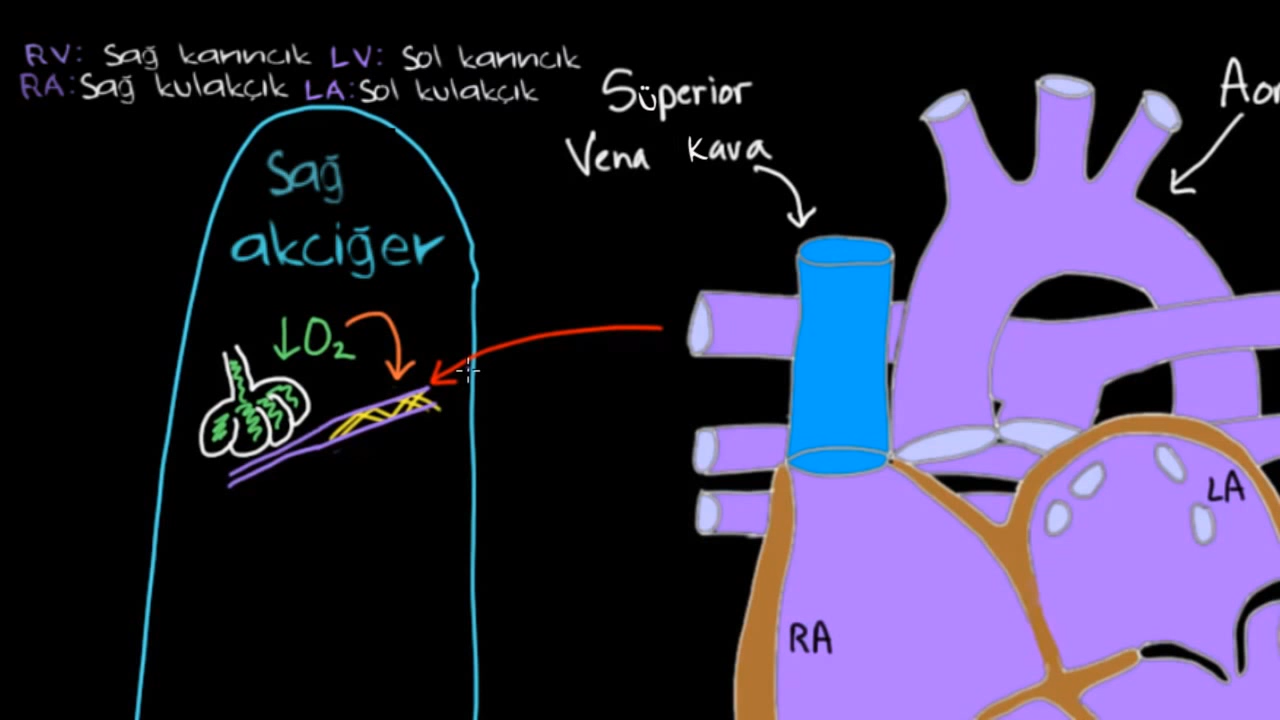 RV: Sağ karıncık LV: Sol karıncık
RA: Sağ kulakçık LA: Sol kulakçık
Süperior
Vena Kava
Aor
Sağ
akciğer
↓O₂
LA
RA